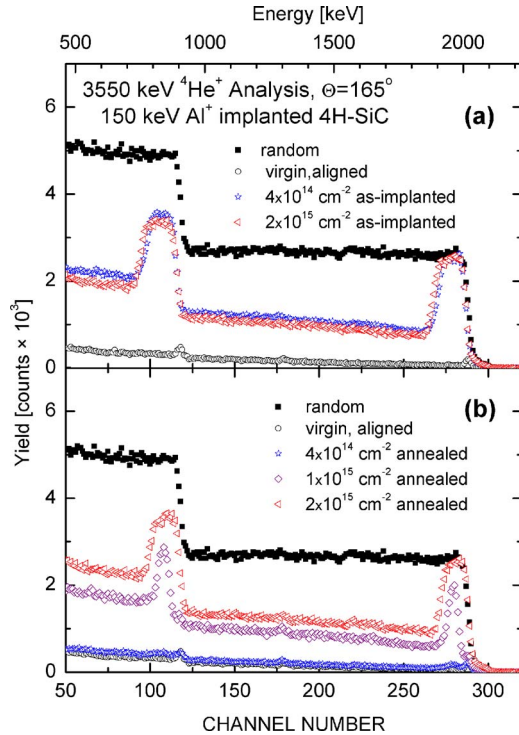 Energy [keV]
500 1000 1500 2000
3550 keV ⁴He⁺ Analysis, Θ=165°
150 keV Al⁺ implanted 4H-SiC
(a)
random
virgin,aligned
4x10¹⁴ cm⁻² as-implanted
2x10¹⁵ cm⁻² as-implanted
6
4
2
0
Yield [counts × 10³]
(b)
random
virgin, aligned
4x10¹⁴ cm⁻² annealed
1x10¹⁵ cm⁻² annealed
2x10¹⁵ cm⁻² annealed
6
4
2
0
50 100 150 200 250 300
CHANNEL NUMBER